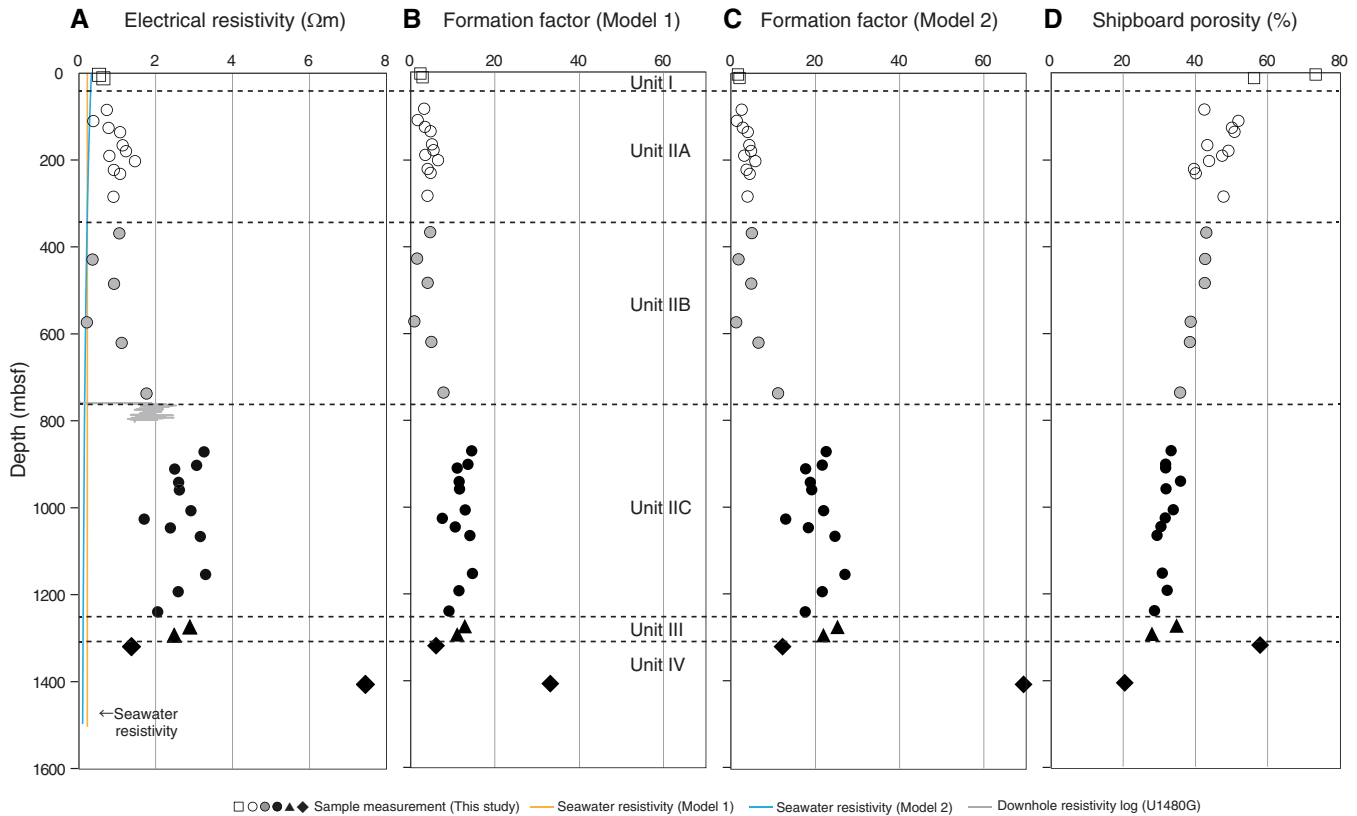 A Electrical resistivity (Ωm) B Formation factor (Model 1) C Formation factor (Model 2) D Shipboard porosity (%)
0 2 4 6 8 0 20 40 60 0 20 40 60 0 20 40 60 80
0
200
400
600
800
1000
1200
1400
1600
Depth (mbsf)
Unit I
Unit IIA
Unit IIB
Unit IIC
Unit III
Unit IV
←Seawater
resistivity
Sample measurement (This study) Seawater resistivity (Model 1) Seawater resistivity (Model 2) Downhole resistivity log (U1480G)